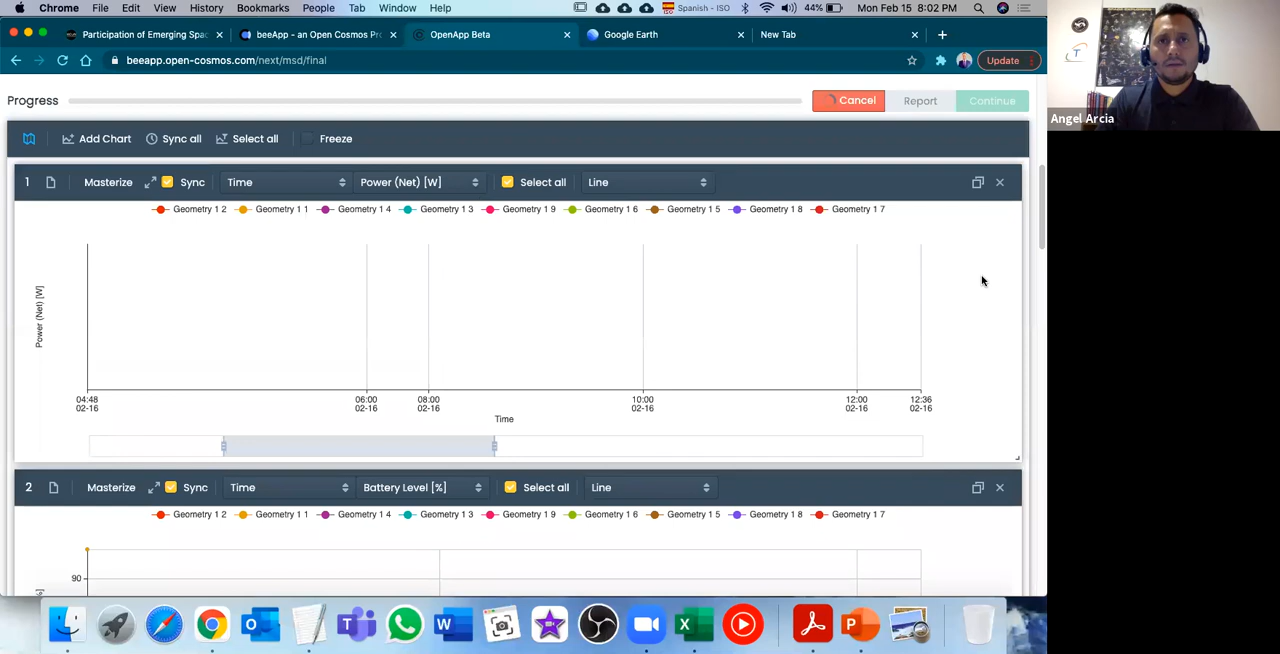 Chrome File Edit View History Bookmarks People Tab Window Help Spanish - ISO 44% Mon Feb 15 8:02 PM
Participation of Emerging Spac beeApp - an Open Cosmos Pro OpenApp Beta Google Earth New Tab
beeapp.open-cosmos.com/next/msd/final Update
Progress Cancel Report Continue
Add Chart Sync all Select all Freeze
1 Masterize Sync Time Power (Net) [W] Select all Line
Geometry 1 2 Geometry 1 1 Geometry 1 4 Geometry 1 3 Geometry 1 9 Geometry 1 6 Geometry 1 5 Geometry 1 8 Geometry 1 7
Power (Net) [W]
04:48 06:00 08:00 10:00 12:00 12:36
02-16 02-16 02-16 02-16 02-16 02-16
Time
2 Masterize Sync Time Battery Level [%] Select all Line
Geometry 1 2 Geometry 1 1 Geometry 1 4 Geometry 1 3 Geometry 1 9 Geometry 1 6 Geometry 1 5 Geometry 1 8 Geometry 1 7
90
Angel Arcia